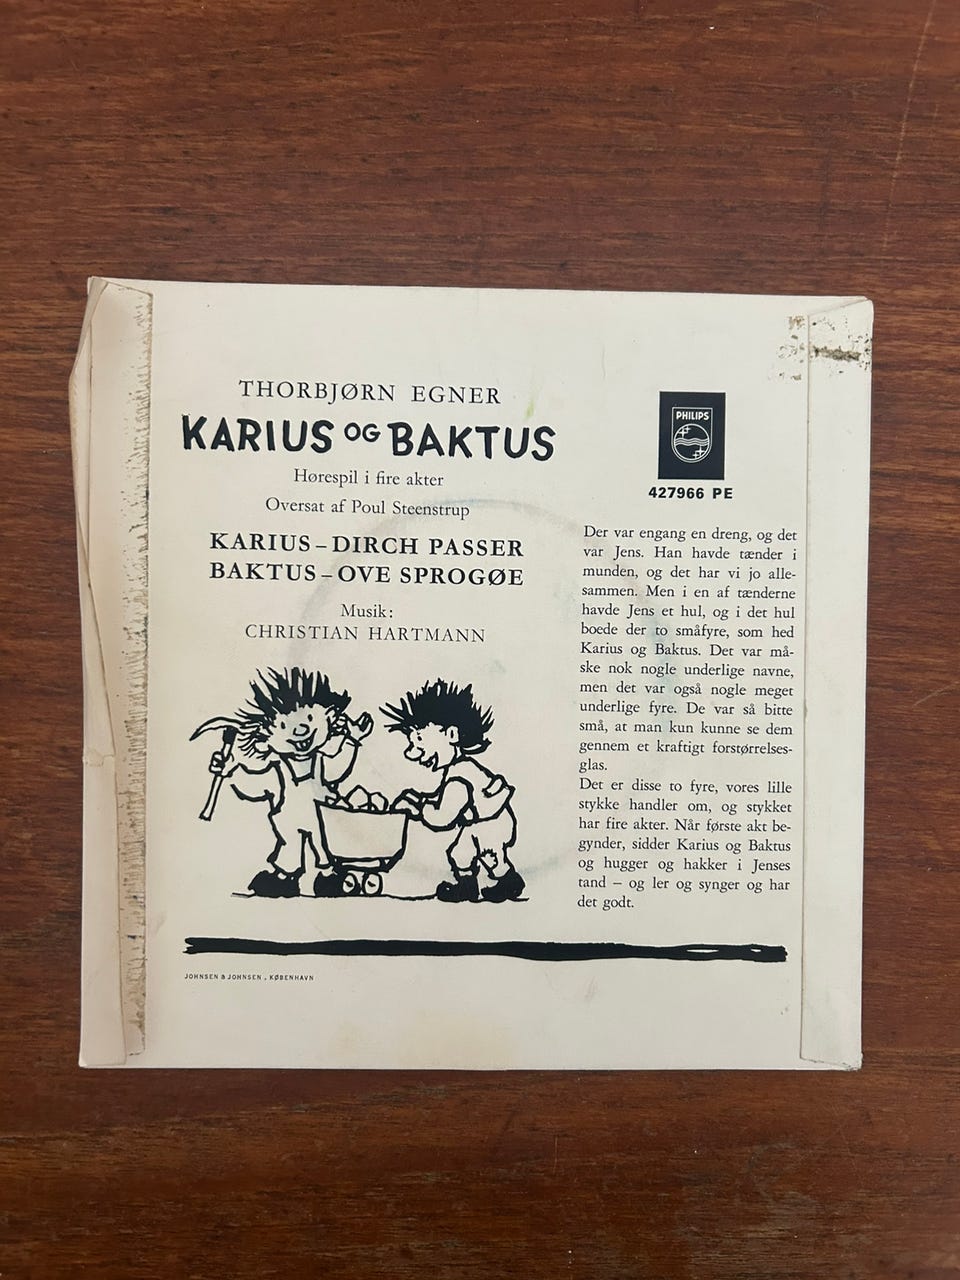 THORBJØRN EGNER
KARIUS OG BAKTUS
Hørespil i fire akter
Oversat af Poul Steenstrup
KARIUS – DIRCH PASSER
BAKTUS – OVE SPROGØE
Musik:
CHRISTIAN HARTMANN
PHILIPS
427966 PE
Der var engang en dreng, og det
var Jens. Han havde tænder i
munden, og det har vi jo alle-
sammen. Men i en af tænderne
havde Jens et hul, og i det hul
boede der to småfyre, som hed
Karius og Baktus. Det var må-
ske nok nogle underlige navne,
men det var også nogle meget
underlige fyre. De var så bitte
små, at man kun kunne se dem
gennem et kraftigt forstørrelses-
glas.
Det er disse to fyre, vores lille
stykke handler om, og stykket
har fire akter. Når første akt be-
gynder, sidder Karius og Baktus
og hugger og hakker i Jenses
tand – og ler og synger og har
det godt.
JOHNSEN & JOHNSEN . KØBENHAVN